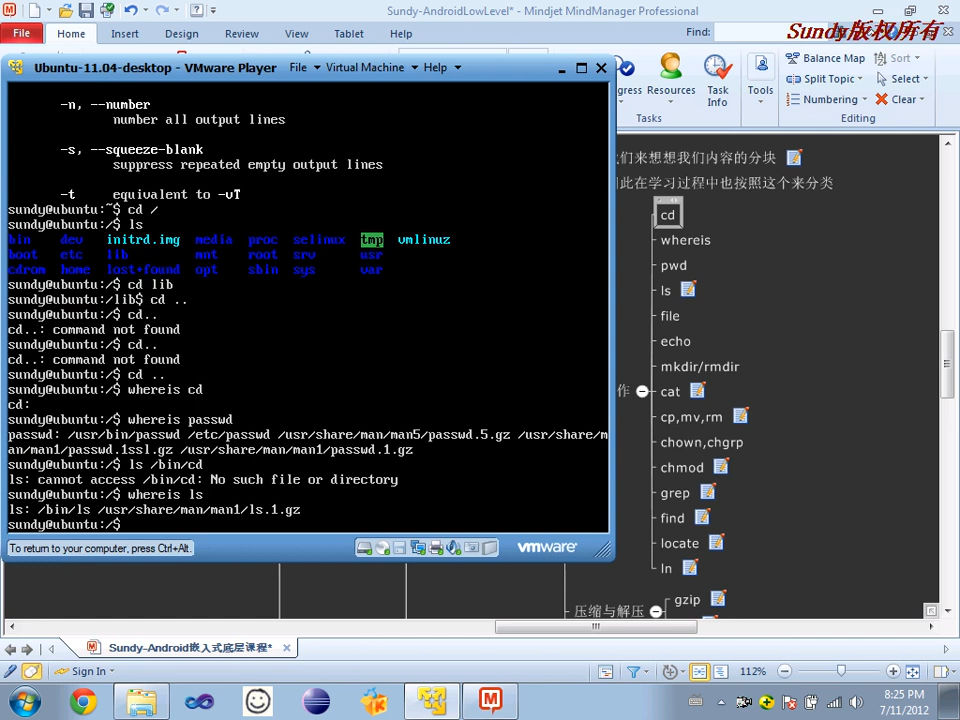 Sundy-AndroidLowLevel* - Mindjet MindManager Professional
File
Home
Insert
Design
Review
View
Tablet
Help
Find:
Sundy版权所有
Ubuntu-11.04-desktop - VMware Player
File
Virtual Machine
Help
Resources
Task
Info
Tasks
Tools
Balance Map
Sort
Split Topic
Select
Numbering
Clear
Editing
-n, --number
number all output lines
-s, --squeeze-blank
suppress repeated empty output lines
-t equivalent to -vT
sundy@ubuntu:~$ cd /
sundy@ubuntu:/$ ls
bin dev initrd.img media proc selinux tmp vmlinuz
boot etc lib mnt root srv usr
cdrom home lost+found opt sbin sys var
sundy@ubuntu:/$ cd lib
sundy@ubuntu:/lib$ cd ..
sundy@ubuntu:/$ cd..
cd..: command not found
sundy@ubuntu:/$ cd..
cd..: command not found
sundy@ubuntu:/$ cd ..
sundy@ubuntu:/$ whereis cd
cd:
sundy@ubuntu:/$ whereis passwd
passwd: /usr/bin/passwd /etc/passwd /usr/share/man/man5/passwd.5.gz /usr/share/m
an/man1/passwd.1ssl.gz /usr/share/man/man1/passwd.1.gz
sundy@ubuntu:/$ ls /bin/cd
ls: cannot access /bin/cd: No such file or directory
sundy@ubuntu:/$ whereis ls
ls: /bin/ls /usr/share/man/man1/ls.1.gz
sundy@ubuntu:/$
To return to your computer, press Ctrl+Alt.
vmware
们来想想我们内容的分块
此在学习过程中也按照这个来分类
cd
whereis
pwd
ls
file
echo
mkdir/rmdir
作
cat
cp,mv,rm
chown,chgrp
chmod
grep
find
locate
ln
压缩与解压
gzip
Sundy-Android嵌入式底层课程*
Sign In
112%
8:25 PM
7/11/2012